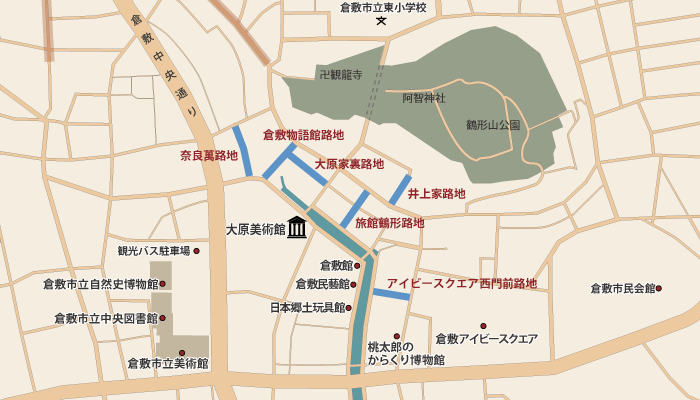 倉敷市立東小学校
倉敷中央通り
卍観龍寺
阿智神社
鶴形山公園
倉敷物語館路地
奈良萬路地
大原家裏路地
井上家路地
大原美術館
旅館鶴形路地
観光バス駐車場
倉敷館
倉敷市立自然史博物館
倉敷民藝館
アイビースクエア西門前路地
倉敷市民会館
日本郷土玩具館
倉敷市立中央図書館
倉敷アイビースクエア
桃太郎の
からくり博物館
倉敷市立美術館